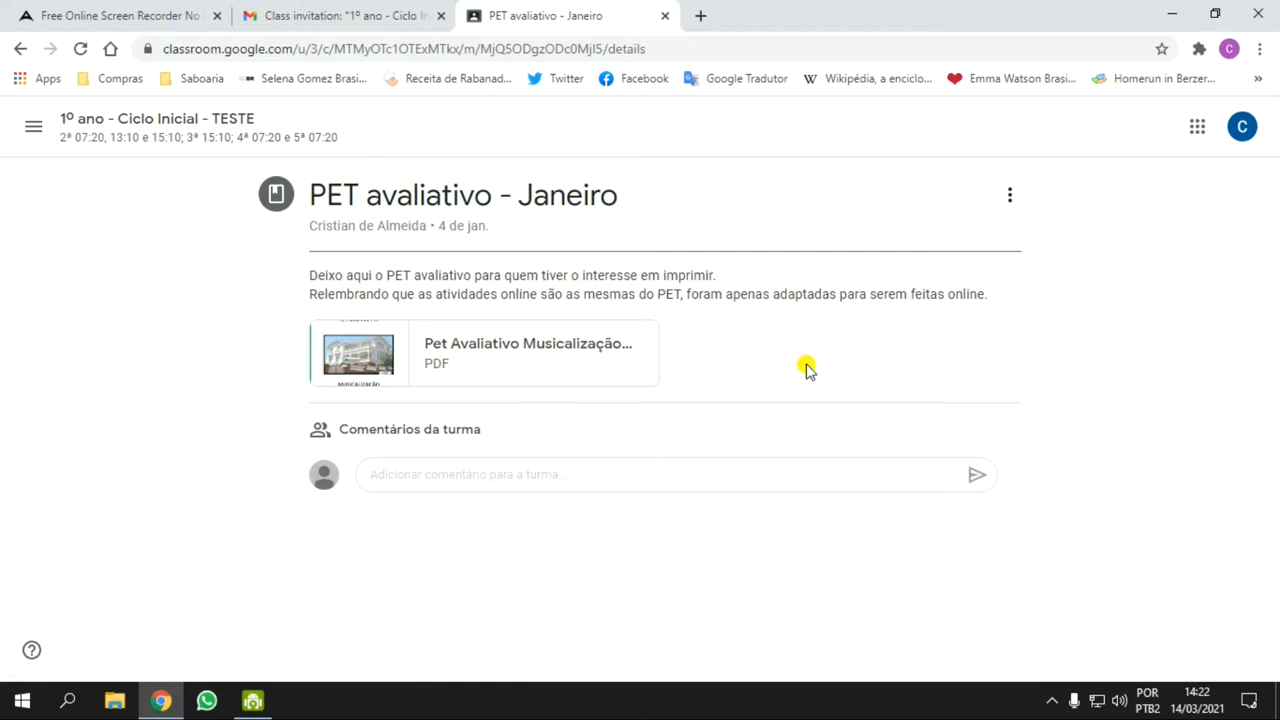 Free Online Screen Recorder No
Class invitation: "1º ano - Ciclo In
PET avaliativo - Janeiro
classroom.google.com/u/3/c/MTMyOTc1OTExMTkx/m/MjQ5ODgzODc0MjI5/details
C
Apps
Compras
Saboaria
Selena Gomez Brasi...
Receita de Rabanad...
Twitter
Facebook
Google Tradutor
Wikipédia, a enciclo...
Emma Watson Brasi...
Homerun in Berzer...
1º ano - Ciclo Inicial - TESTE
2ª 07:20, 13:10 e 15:10; 3ª 15:10; 4ª 07:20 e 5ª 07:20
C
PET avaliativo - Janeiro
Cristian de Almeida • 4 de jan.
Deixo aqui o PET avaliativo para quem tiver o interesse em imprimir.
Relembrando que as atividades online são as mesmas do PET, foram apenas adaptadas para serem feitas online.
MUSICALIZAÇÃO
Pet Avaliativo Musicalização...
PDF
Comentários da turma
Adicionar comentário para a turma...
POR
PTB2
14:22
14/03/2021